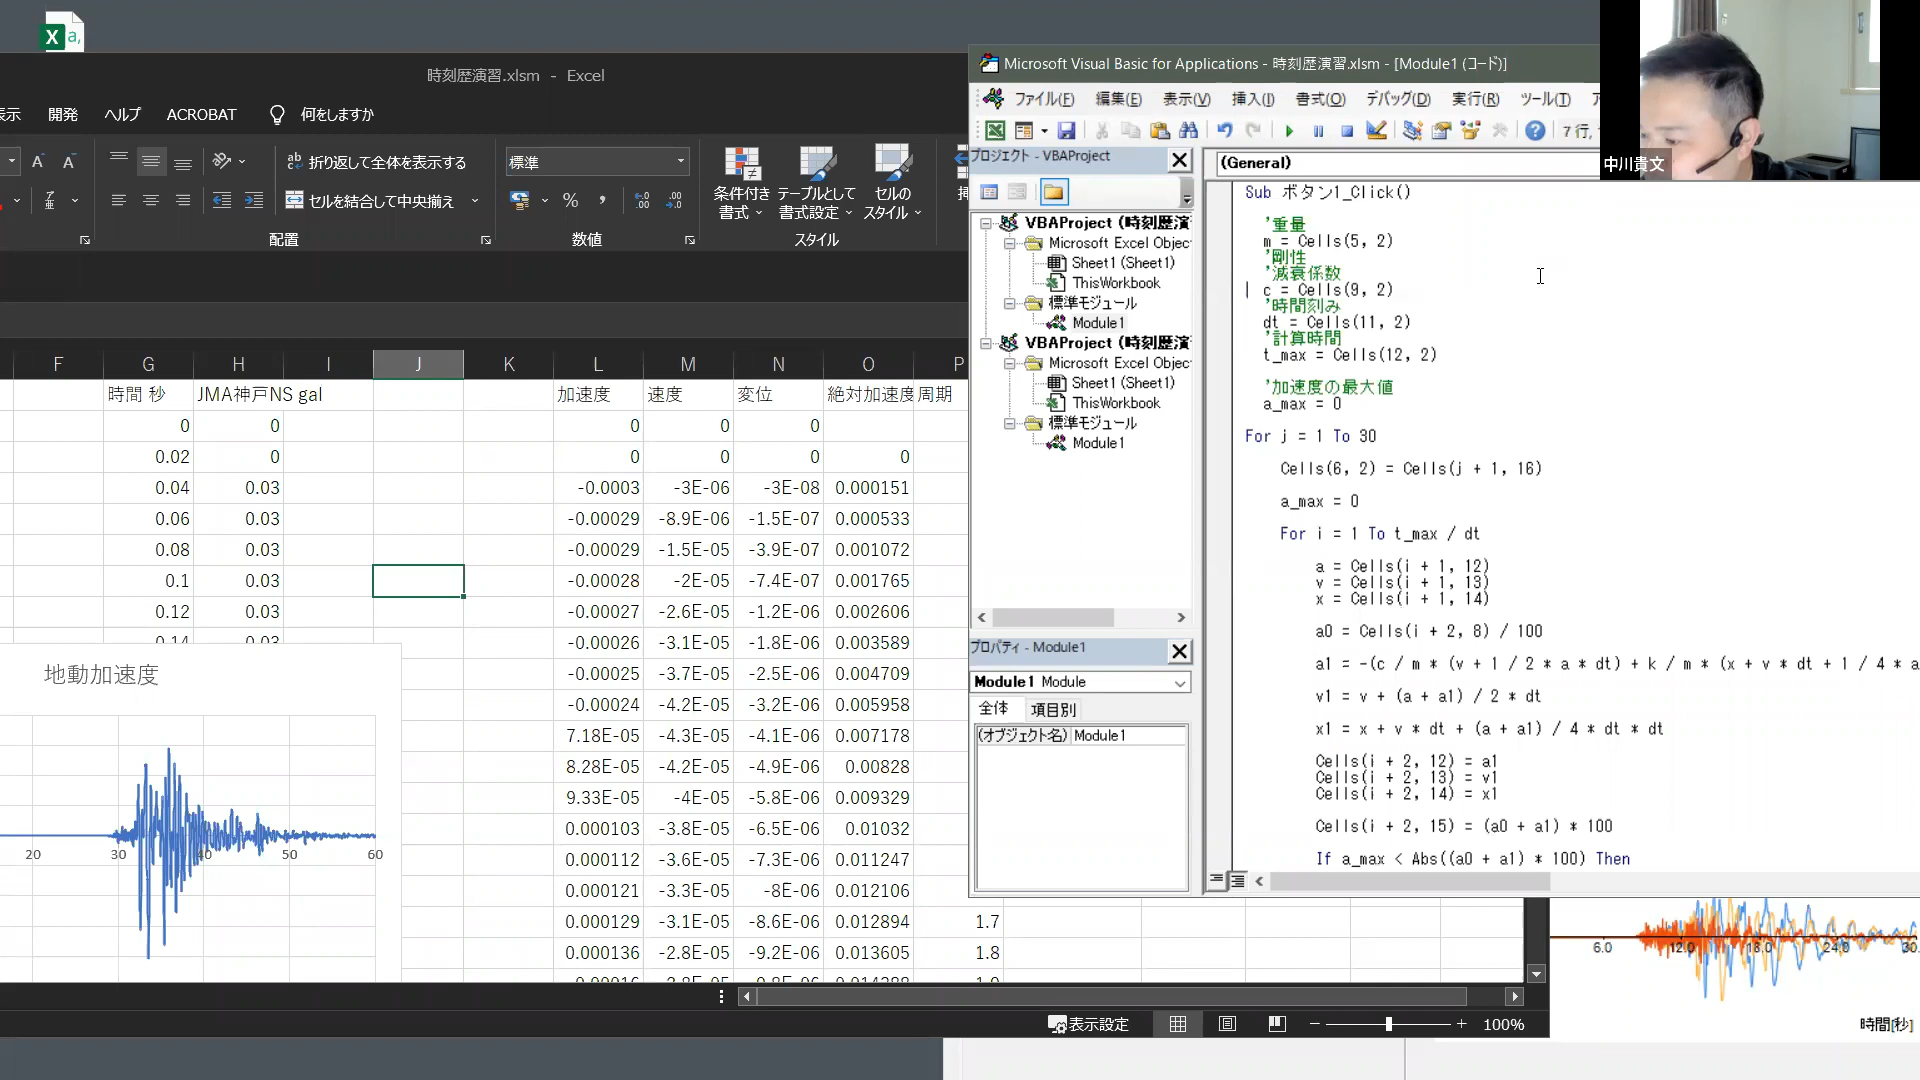 X a,
時刻歴演習.xlsm - Excel
表示 開発 ヘルプ ACROBAT 何をしますか
折り返して全体を表示する
セルを結合して中央揃え
配置
標準
% ,
数値
条件付き
書式
テーブルとして
書式設定
セルの
スタイル
スタイル
F G H I J K L M N O P
時間 秒 JMA神戸NS gal 加速度 速度 変位 絶対加速度 周期
0 0 0 0 0
0.02 0 0 0 0 0
0.04 0.03 -0.0003 -3E-06 -3E-08 0.000151
0.06 0.03 -0.00029 -8.9E-06 -1.5E-07 0.000533
0.08 0.03 -0.00029 -1.5E-05 -3.9E-07 0.001072
0.1 0.03 -0.00028 -2E-05 -7.4E-07 0.001765
0.12 0.03 -0.00027 -2.6E-05 -1.2E-06 0.002606
0.14 0.03 -0.00026 -3.1E-05 -1.8E-06 0.003589
-0.00025 -3.7E-05 -2.5E-06 0.004709
-0.00024 -4.2E-05 -3.2E-06 0.005958
7.18E-05 -4.3E-05 -4.1E-06 0.007178
8.28E-05 -4.2E-05 -4.9E-06 0.00828
9.33E-05 -4E-05 -5.8E-06 0.009329
0.000103 -3.8E-05 -6.5E-06 0.01032
0.000112 -3.6E-05 -7.3E-06 0.011247
0.000121 -3.3E-05 -8E-06 0.012106
0.000129 -3.1E-05 -8.6E-06 0.012894 1.7
0.000136 -2.8E-05 -9.2E-06 0.013605 1.8
地動加速度
20 30 40 50 60
表示設定
100%
Microsoft Visual Basic for Applications - 時刻歴演習.xlsm - [Module1 (コード)]
ファイル(F) 編集(E) 表示(V) 挿入(I) 書式(O) デバッグ(D) 実行(R) ツール(T)
7 行,
プロジェクト - VBAProject
VBAProject (時刻歴演習
Microsoft Excel Objec
Sheet1 (Sheet1)
ThisWorkbook
標準モジュール
Module1
VBAProject (時刻歴演習
Microsoft Excel Objec
Sheet1 (Sheet1)
ThisWorkbook
標準モジュール
Module1
プロパティ - Module1
Module1 Module
全体 項目別
(オブジェクト名) Module1
(General)
Sub ボタン1_Click()
'重量
m = Cells(5, 2)
'剛性
'減衰係数
c = Cells(9, 2)
'時間刻み
dt = Cells(11, 2)
'計算時間
t_max = Cells(12, 2)
'加速度の最大値
a_max = 0
For j = 1 To 30
Cells(6, 2) = Cells(j + 1, 16)
a_max = 0
For i = 1 To t_max / dt
a = Cells(i + 1, 12)
v = Cells(i + 1, 13)
x = Cells(i + 1, 14)
a0 = Cells(i + 2, 8) / 100
a1 = -(c / m * (v + 1 / 2 * a * dt) + k / m * (x + v * dt + 1 / 4 * a
v1 = v + (a + a1) / 2 * dt
x1 = x + v * dt + (a + a1) / 4 * dt * dt
Cells(i + 2, 12) = a1
Cells(i + 2, 13) = v1
Cells(i + 2, 14) = x1
Cells(i + 2, 15) = (a0 + a1) * 100
If a_max < Abs((a0 + a1) * 100) Then
中川貴文
6.0 12.0 18.0 24.0 30.
時間[秒]